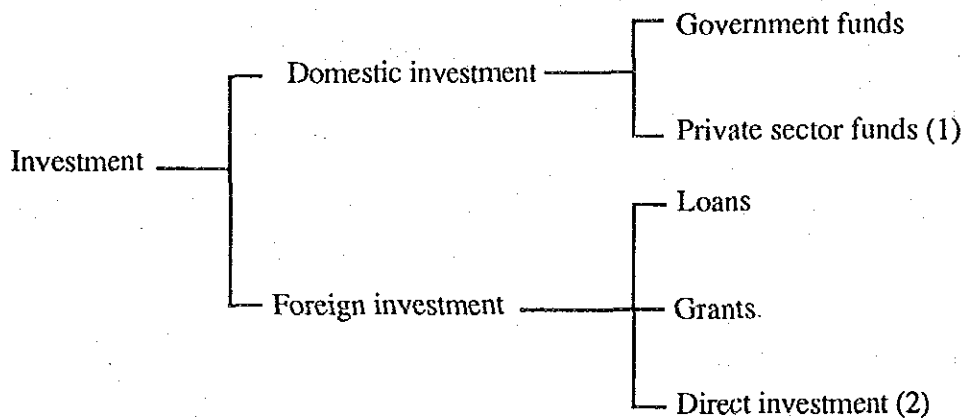 Government funds
Domestic investment
Private sector funds (1)
Investment
Loans
Foreign investment
Grants.
Direct investment (2)